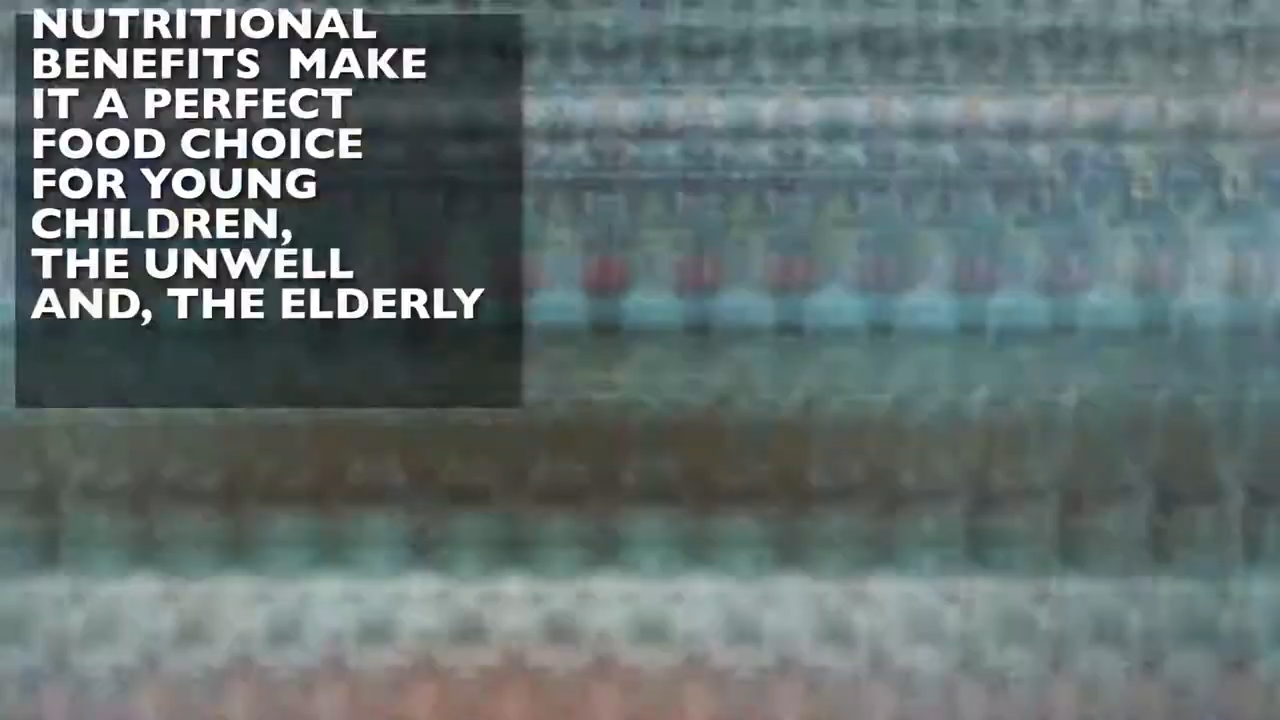 NUTRITIONAL
BENEFITS MAKE
IT A PERFECT
FOOD CHOICE
FOR YOUNG
CHILDREN,
THE UNWELL
AND, THE ELDERLY